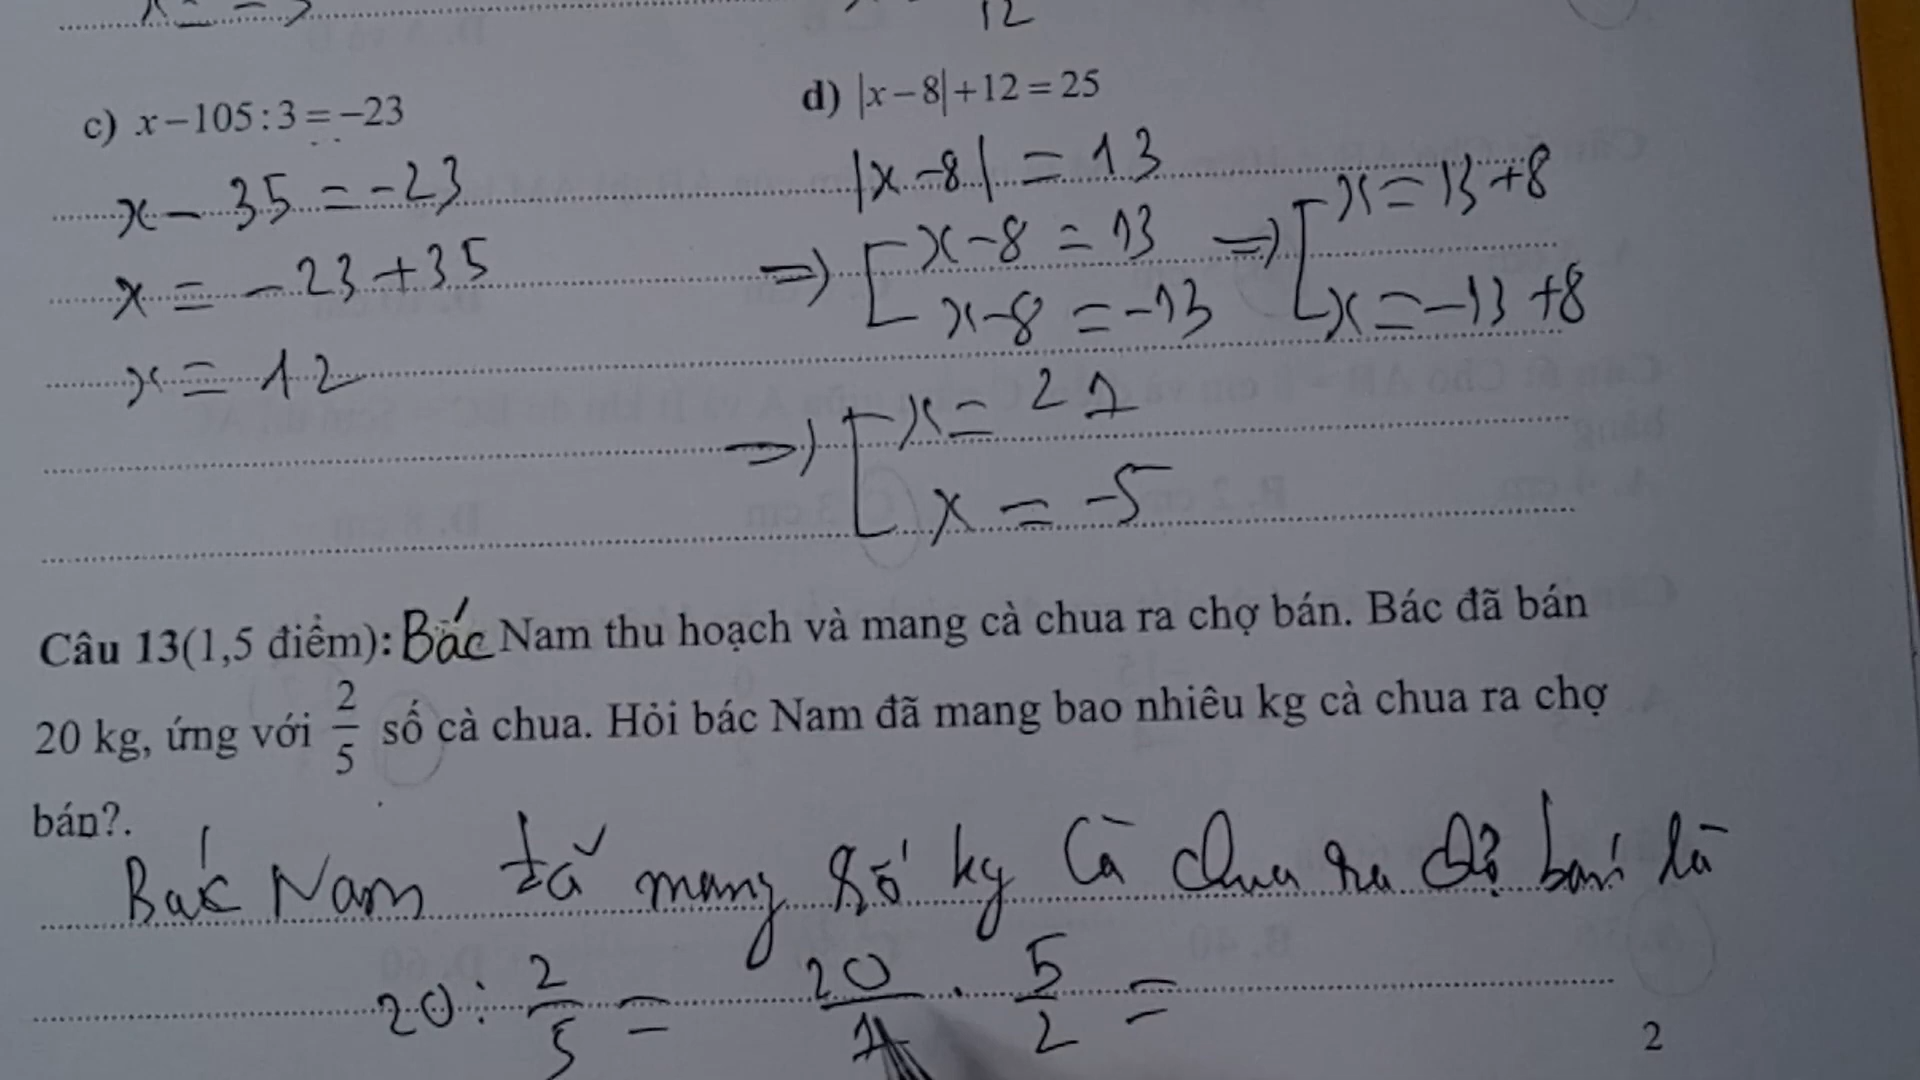 12
c) x − 105 : 3 = −23
x − 35 = −23
x = −23 + 35
x = 12
d) |x − 8| + 12 = 25
|x − 8| = 13
⇒ [ x − 8 = 13 ⇒ [ x = 13 + 8
x − 8 = −13 x = −13 + 8
⇒ [ x = 21
x = −5
Câu 13(1,5 điểm): Bác Nam thu hoạch và mang cà chua ra chợ bán. Bác đã bán
20 kg, ứng với 2/5 số cà chua. Hỏi bác Nam đã mang bao nhiêu kg cà chua ra chợ
bán?.
Bác Nam đã mang số kg cà chua ra chợ bán là
20 : 2/5 = 20/1 . 5/2 =
2